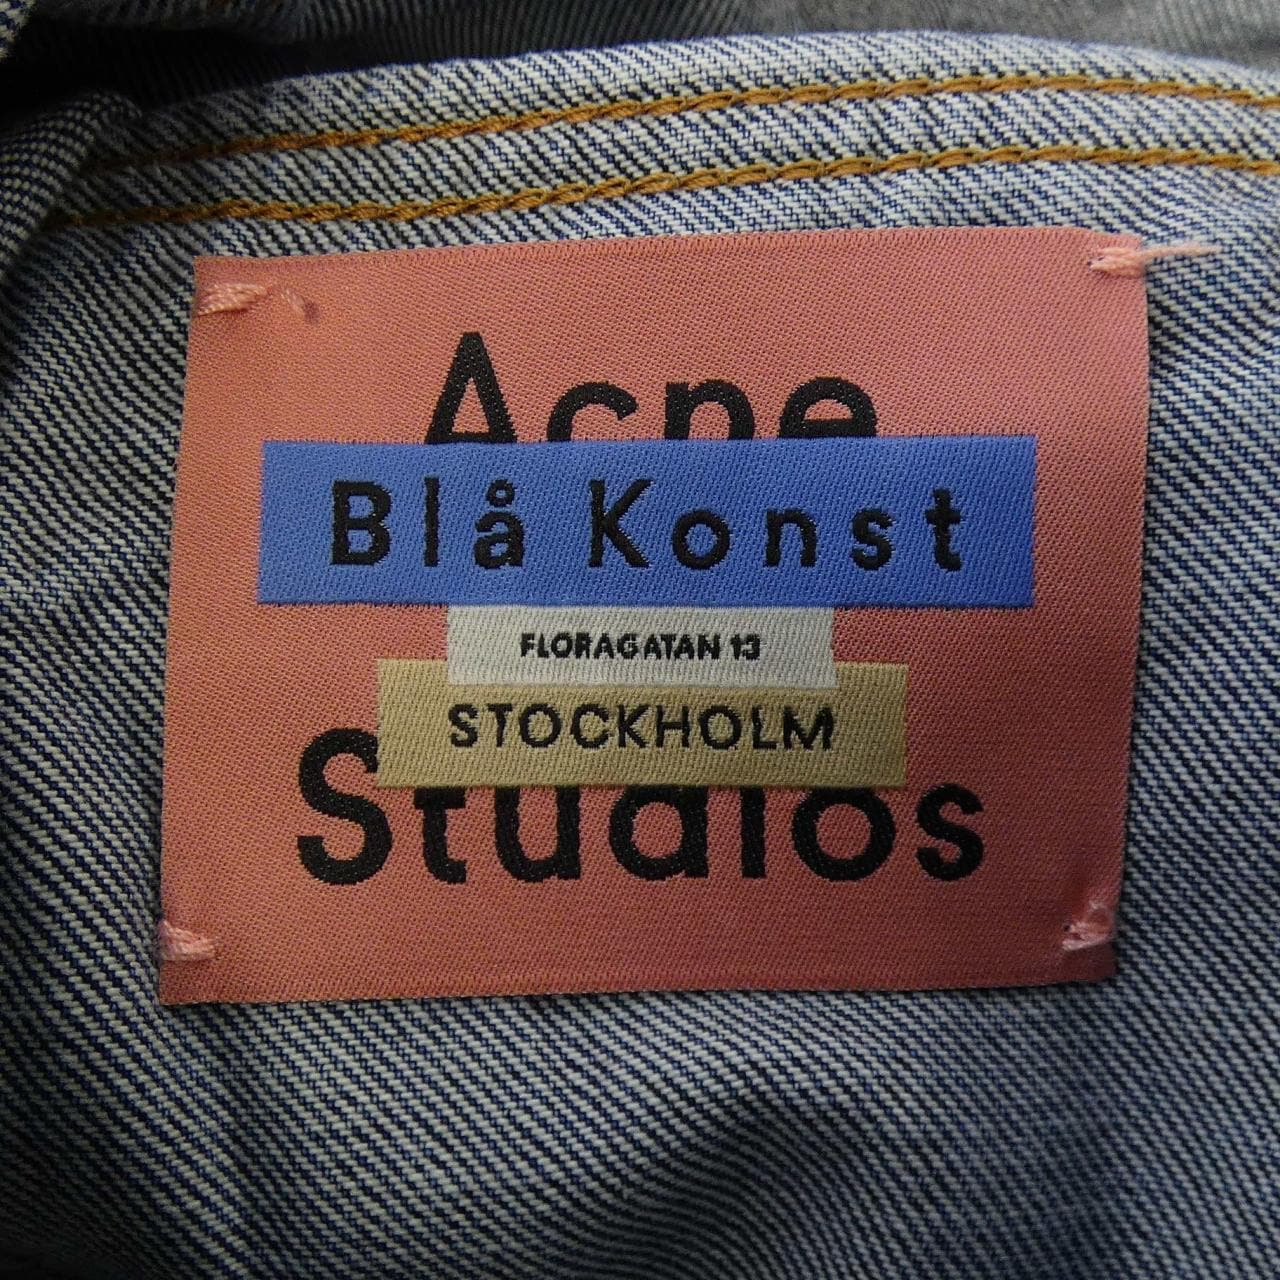 Acne
Blå Konst
FLORAGATAN 13
STOCKHOLM
Studios